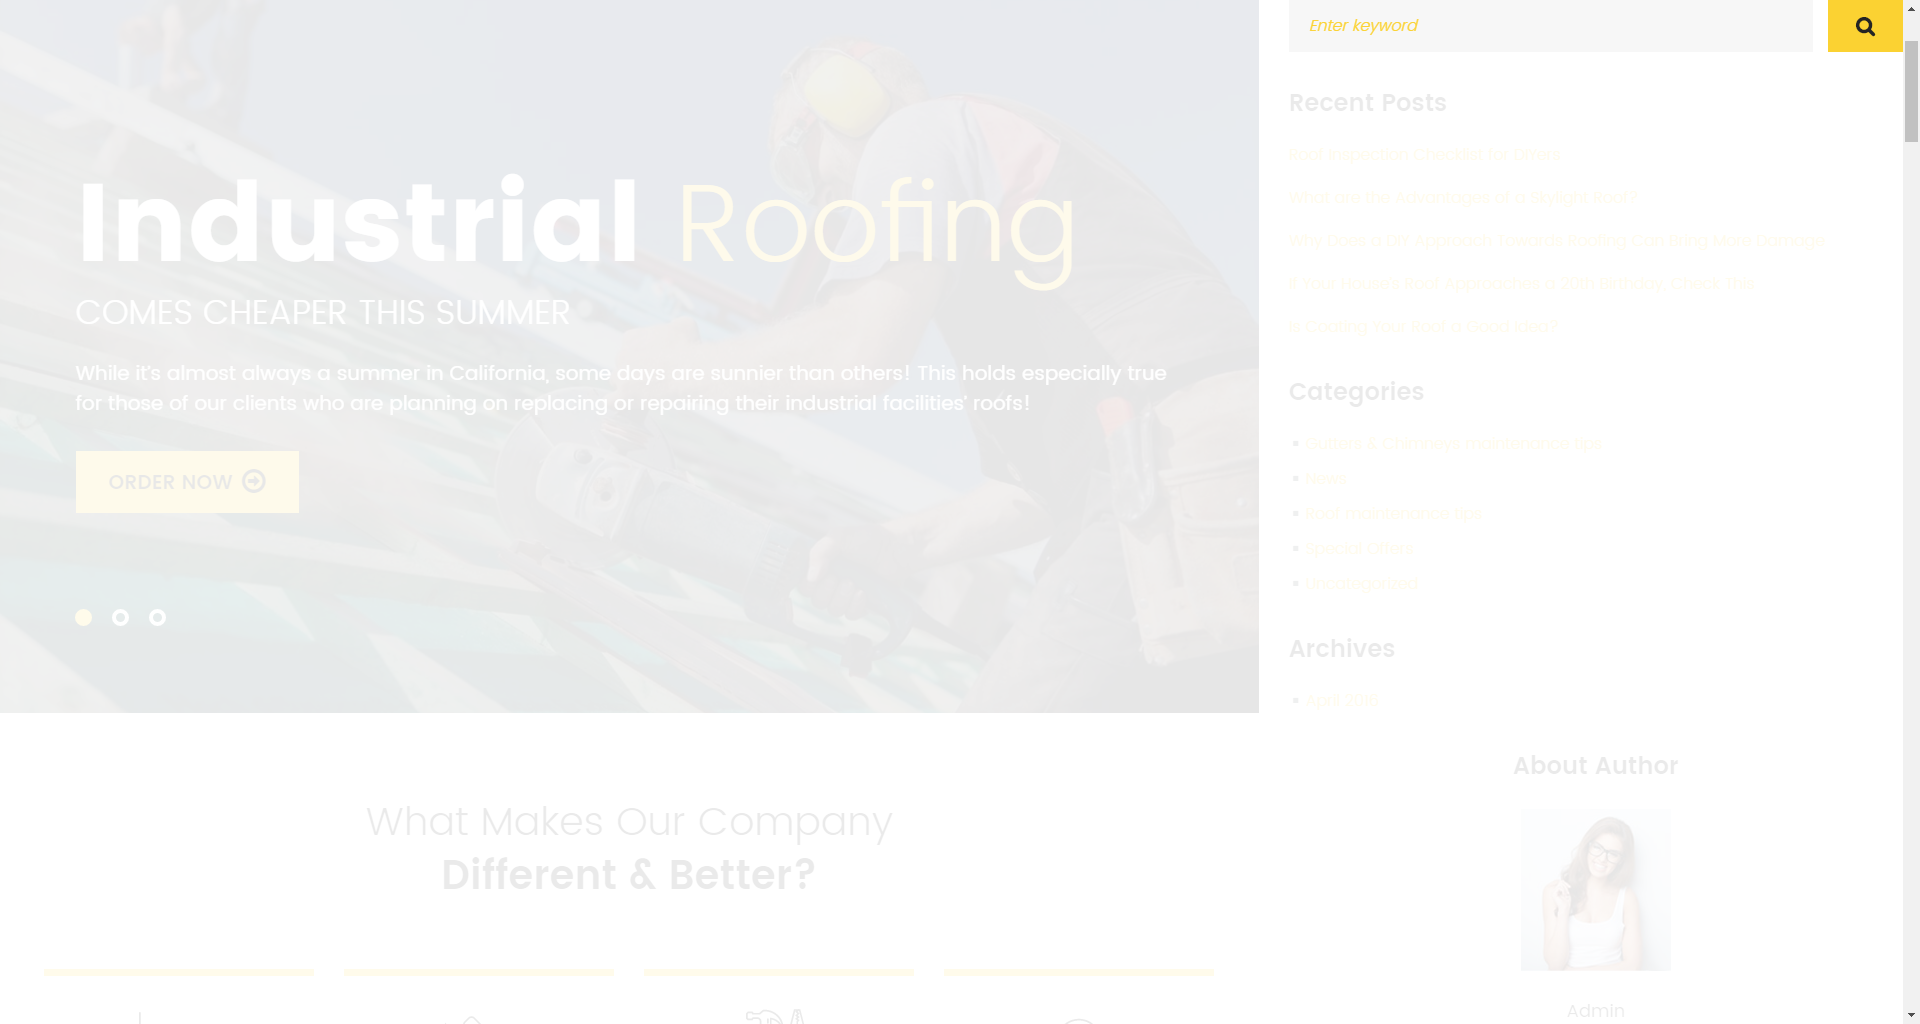 Enter keyword
Industrial Roofing
COMES CHEAPER THIS SUMMER
While it's almost always a summer in California, some days are sunnier than others! This holds especially true
for those of our clients who are planning on replacing or repairing their industrial facilities' roofs!
ORDER NOW
What Makes Our Company
Different & Better?
Recent Posts
Roof Inspection Checklist for Diyers
What are the Advantages of a Skylight Roof?
Why Does a DIY Approach Towards Roofing Can Bring More Damage
If Your House's Roof Approaches a 20th Birthday, Check This
Is Coating Your Roof a Good Idea?
Categories
Gutters & Chimneys maintenance tips
News
Roof maintenance tips
Special Offers
Uncategorized
Archives
April 2016
About Author
Admin